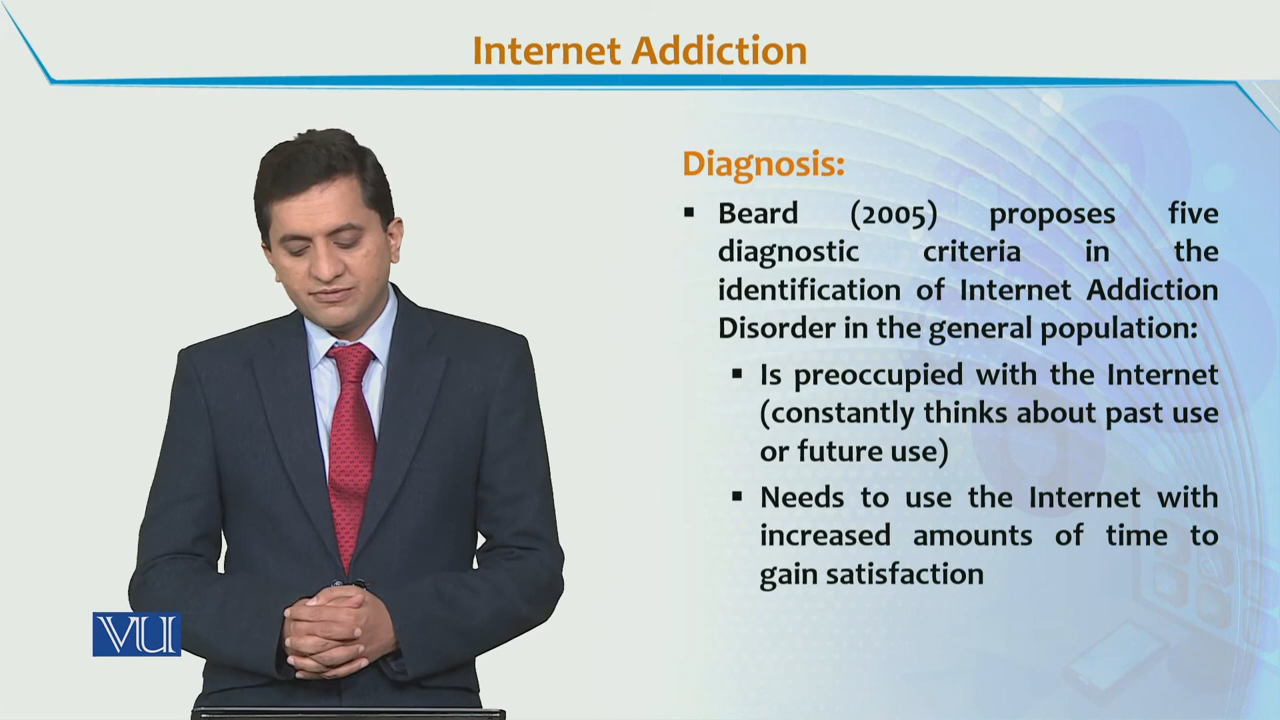 Internet Addiction
Diagnosis:
▪ Beard (2005) proposes five
diagnostic criteria in the
identification of Internet Addiction
Disorder in the general population:
▪ Is preoccupied with the Internet
(constantly thinks about past use
or future use)
▪ Needs to use the Internet with
increased amounts of time to
gain satisfaction
VU